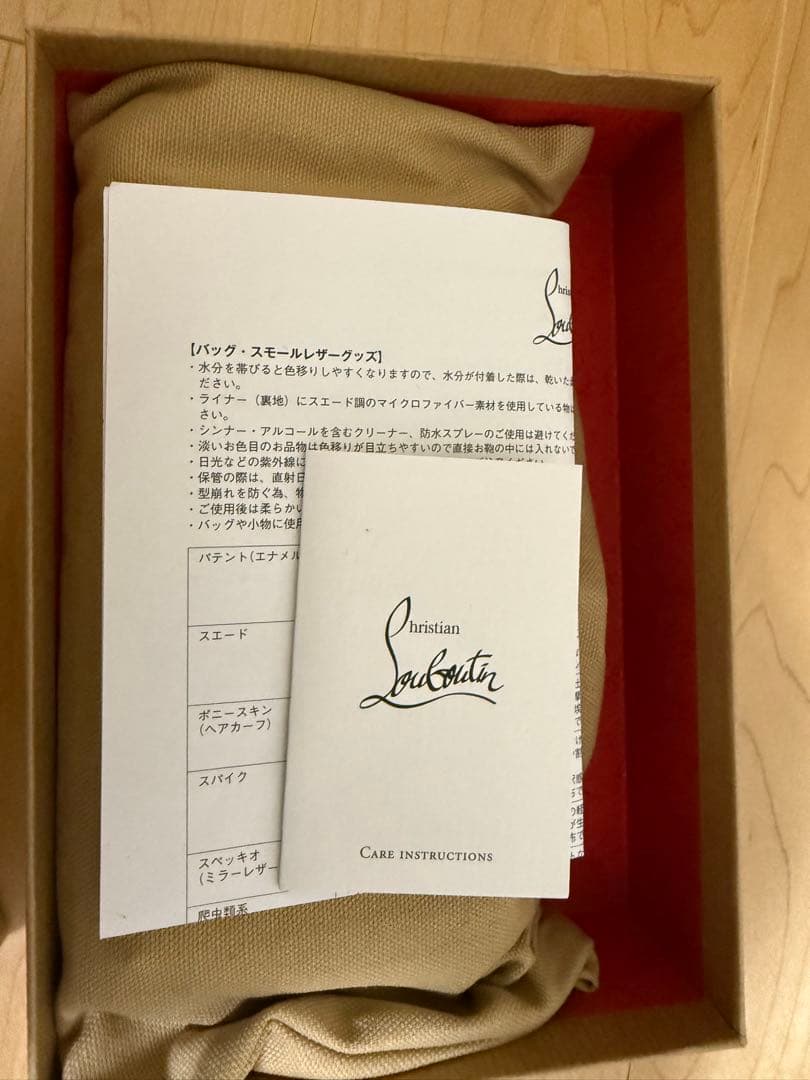 【バッグ・スモールレザーグッズ】
・水分を帯びると色移りしやすくなりますので、水分が付着した際は、乾いた
ださい。
・ライナー（裏地）にスエード調のマイクロファイバー素材を使用している物は
さい。
・シンナー・アルコールを含むクリーナー、防水スプレーのご使用は避けてくだ
・淡いお色目のお品物は色移りが目立ちやすいので直接お鞄の中には入れないで
・日光などの紫外線に
・保管の際は、直射日
・型崩れを防ぐ為、物
・ご使用後は柔らかい
・バッグや小物に使用
パテント(エナメル
スエード
ポニースキン
(ヘアカーフ)
スパイク
スペッキオ
(ミラーレザー
爬虫類系
Christian
Louboutin
CARE INSTRUCTIONS